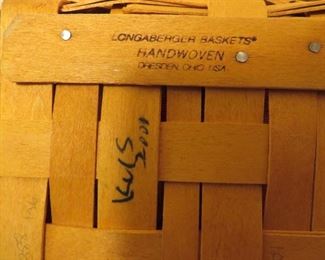 LONGABERGER BASKETS®
HANDWOVEN
DRESDEN, OHIO USA
2001